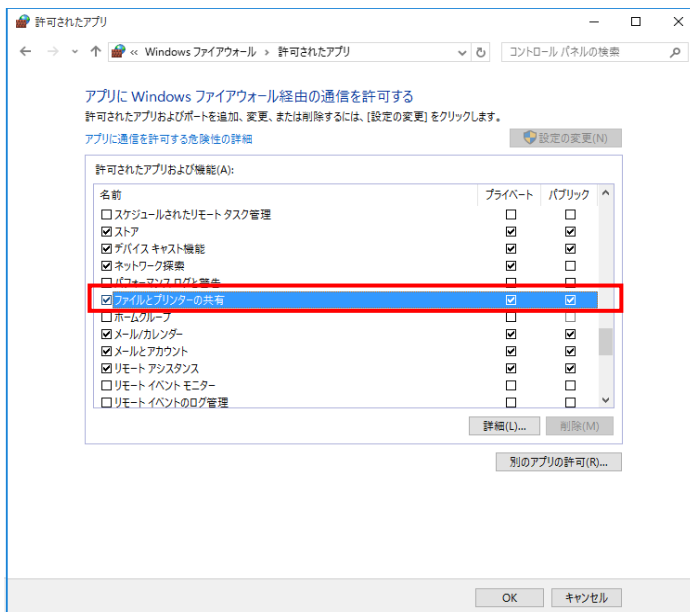 許可されたアプリ
« Windows ファイアウォール › 許可されたアプリ
コントロール パネルの検索
アプリに Windows ファイアウォール経由の通信を許可する
許可されたアプリおよびポートを追加、変更、または削除するには、[設定の変更] をクリックします。
アプリに通信を許可する危険性の詳細
設定の変更(N)
許可されたアプリおよび機能(A):
名前 プライベート パブリック
スケジュールされたリモート タスク管理
ストア
デバイス キャスト機能
ネットワーク探索
パフォーマンス ログと警告
ファイルとプリンターの共有
ホームグループ
メール/カレンダー
メールとアカウント
リモート アシスタンス
リモート イベント モニター
リモート イベントのログ管理
詳細(L)... 削除(M)
別のアプリの許可(R)...
OK キャンセル